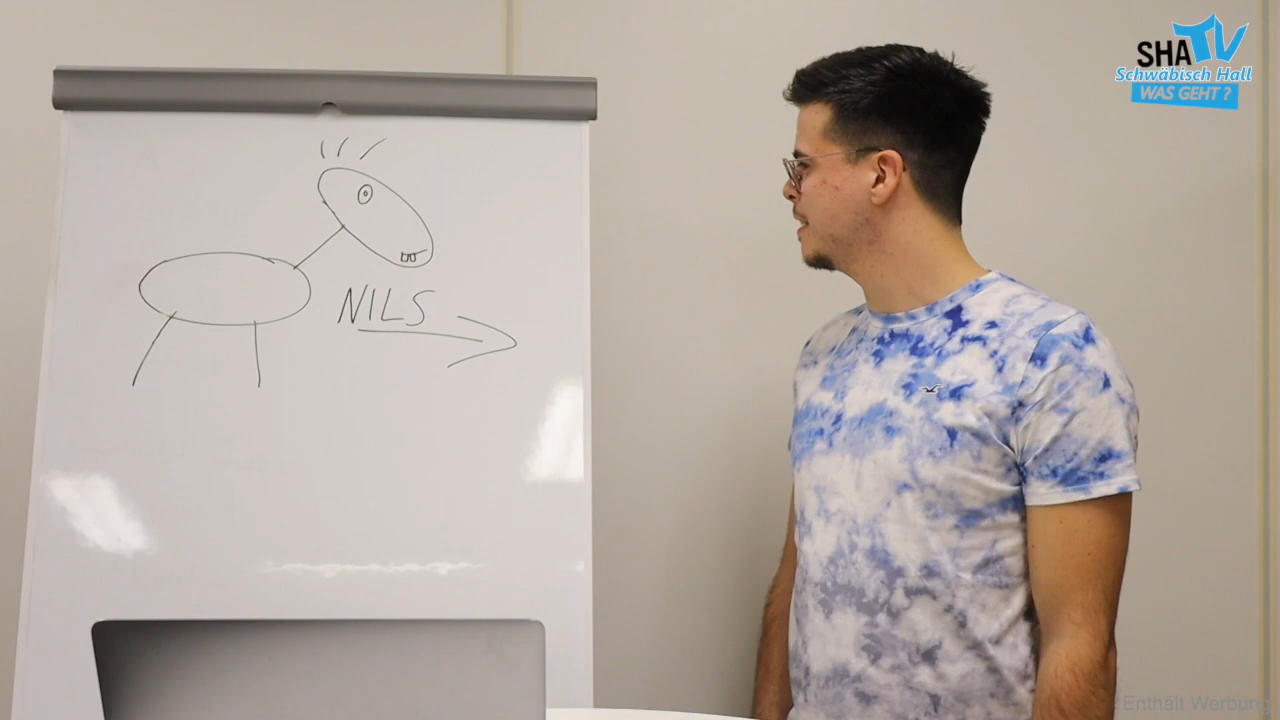 NILS
SHA TV
Schwäbisch Hall
WAS GEHT ?
Enthält Werbung